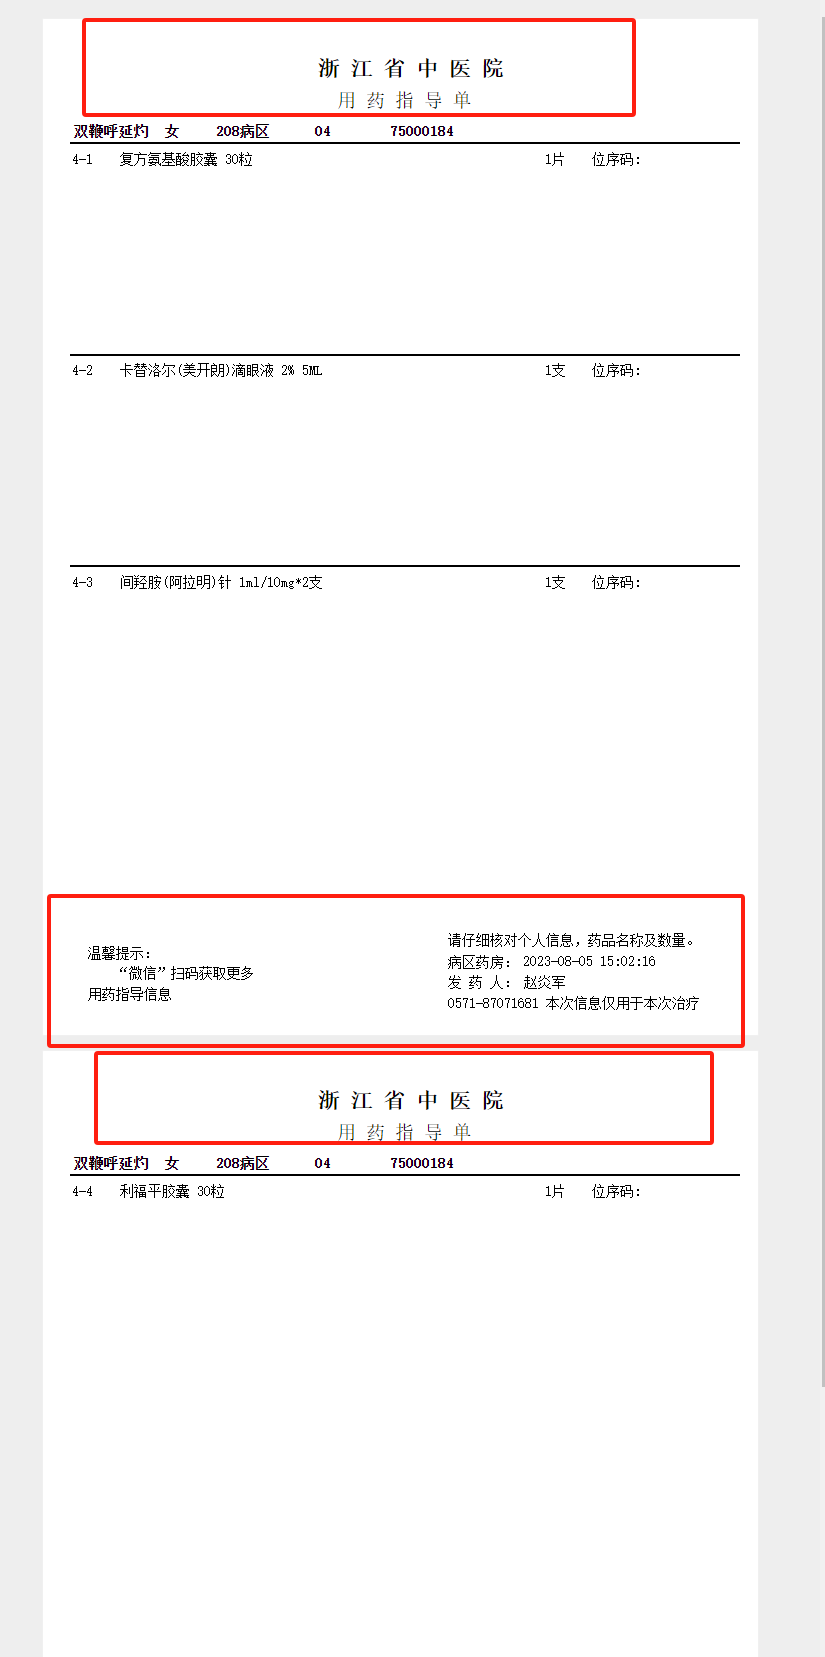 浙 江 省 中 医 院
用 药 指 导 单
双鞭呼延灼 女 208病区 04 75000184
4-1 复方氨基酸胶囊 30粒 1片 位序码:
4-2 卡替洛尔(美开朗)滴眼液 2% 5ML 1支 位序码:
4-3 间羟胺(阿拉明)针 1ml/10mg*2支 1支 位序码:
请仔细核对个人信息，药品名称及数量。
温馨提示:
病区药房: 2023-08-05 15:02:16
“微信”扫码获取更多
发 药 人: 赵炎军
用药指导信息
0571-87071681 本次信息仅用于本次治疗
浙 江 省 中 医 院
用 药 指 导 单
双鞭呼延灼 女 208病区 04 75000184
4-4 利福平胶囊 30粒 1片 位序码: